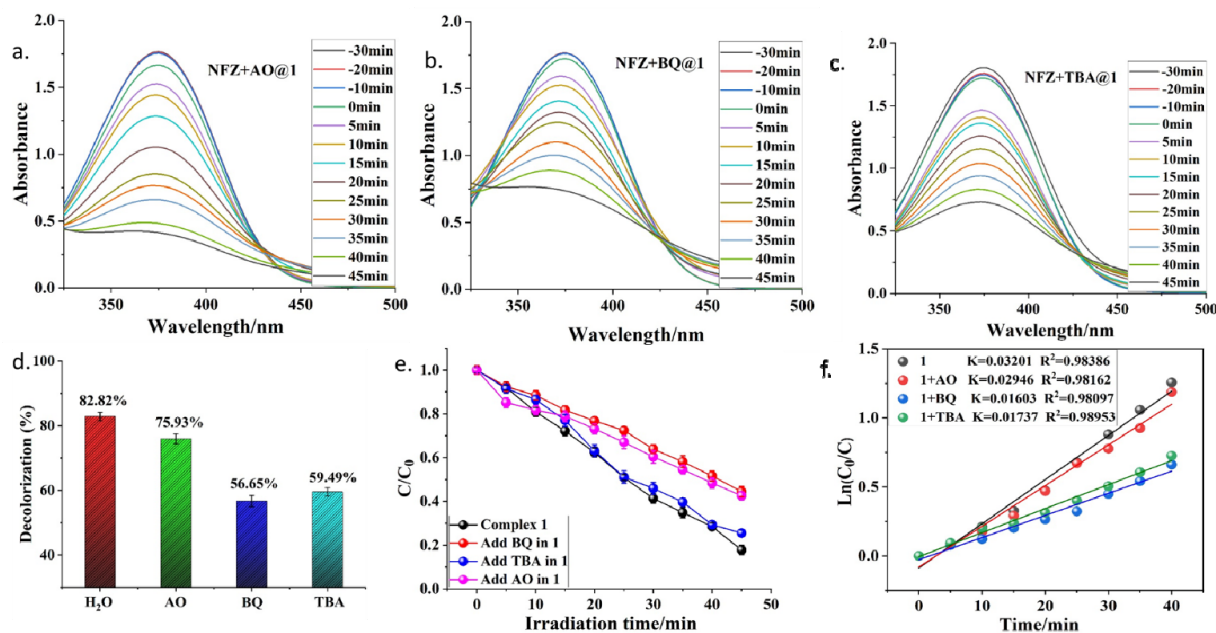 a.
NFZ+AO@1
2.0
1.5
1.0
0.5
0.0
Absorbance
350
400
450
500
Wavelength/nm
-30min
-20min
-10min
0min
5min
10min
15min
20min
25min
30min
35min
40min
45min
b.
NFZ+BQ@1
2.0
1.5
1.0
0.5
0.0
Absorbance
350
400
450
500
Wavelength/nm
-30min
-20min
-10min
0min
5min
10min
15min
20min
25min
30min
35min
40min
45min
c.
NFZ+TBA@1
2.0
1.5
1.0
0.5
0.0
Absorbance
350
400
450
500
Wavelength/nm
-30min
-20min
-10min
0min
5min
10min
15min
20min
25min
30min
35min
40min
45min
d.
100
80
60
40
Decolorization (%)
82.82%
75.93%
56.65%
59.49%
H₂O
AO
BQ
TBA
e.
1.0
0.8
0.6
0.4
0.2
0.0
C/C₀
Complex 1
Add BQ in 1
Add TBA in 1
Add AO in 1
0
10
20
30
40
50
Irradiation time/min
f.
1.5
1.0
0.5
0.0
Ln(C₀/C)
1 K=0.03201 R²=0.98386
1+AO K=0.02946 R²=0.98162
1+BQ K=0.01603 R²=0.98097
1+TBA K=0.01737 R²=0.98953
0
10
20
30
40
Time/min